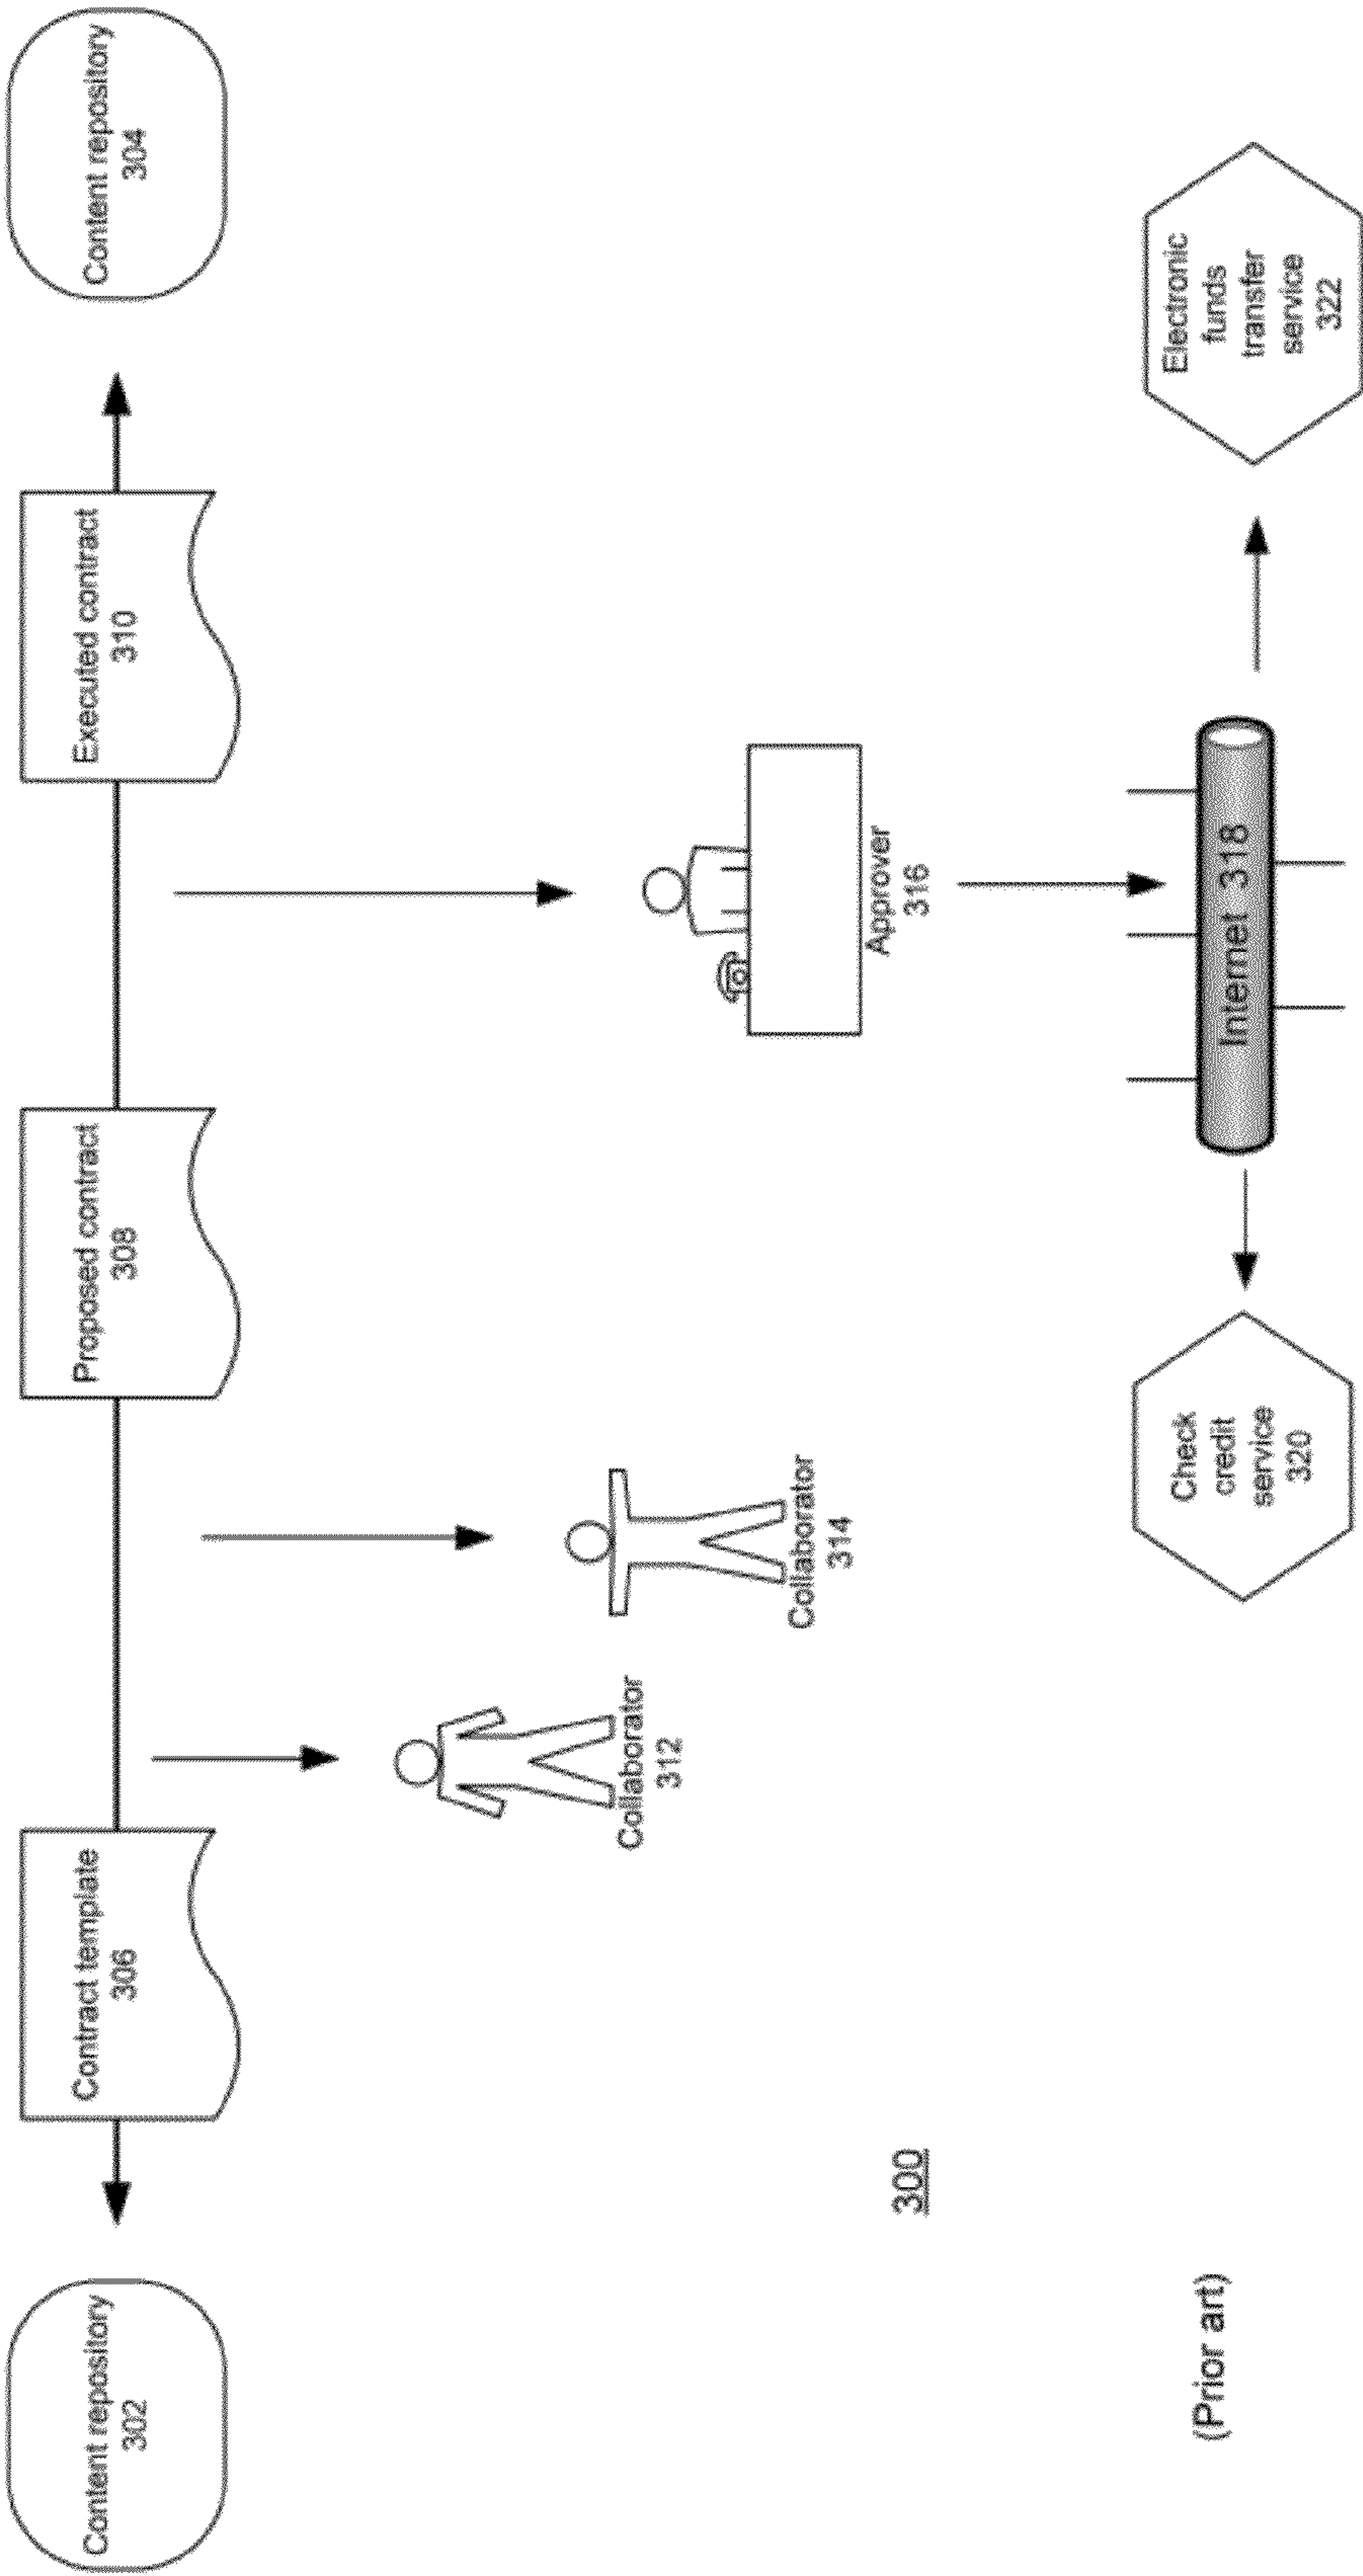 Content repository
302
Contract template
306
Proposed contract
308
Executed contract
310
Content repository
304
Collaborator
312
Collaborator
314
Approver
316
300
Check
credit
service
320
Internet 318
Electronic
funds
transfer
service
322
(Prior art)